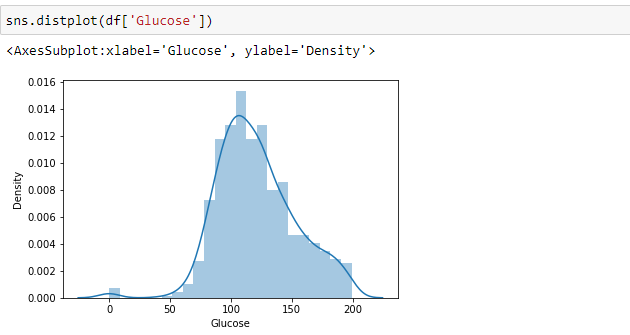 sns.distplot(df['Glucose'])
<AxesSubplot:xlabel='Glucose', ylabel='Density'>
0.016
0.014
0.012
0.010
0.008
0.006
0.004
0.002
0.000
Density
0 50 100 150 200
Glucose